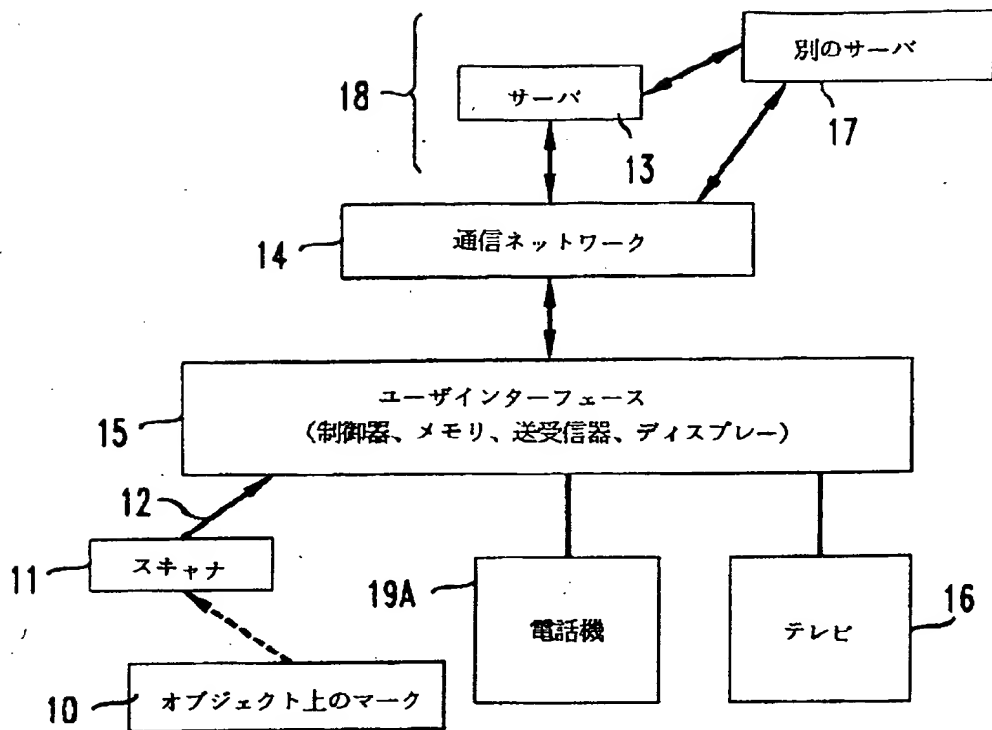 別のサーバ
18
サーバ
17
13
通信ネットワーク
14
ユーザインターフェース
(制御器、メモリ、送受信器、ディスプレー)
15
12
スキャナ
11
19A
電話機
テレビ
16
オブジェクト上のマーク
10